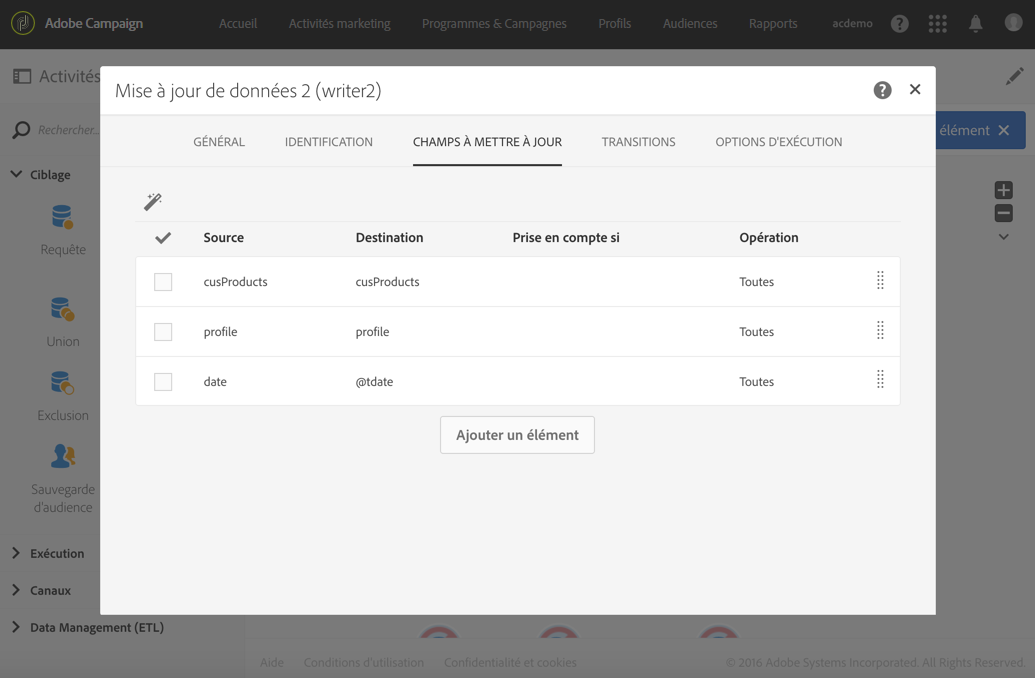 Adobe Campaign Accueil Activités marketing Programmes & Campagnes Profils Audiences Rapports acdemo ?
Activités
Mise à jour de données 2 (writer2) ?
Rechercher...
élément
GÉNÉRAL IDENTIFICATION CHAMPS À METTRE À JOUR TRANSITIONS OPTIONS D'EXÉCUTION
Ciblage
Requête
Union
Exclusion
Sauvegarde
d'audience
Exécution
Canaux
Data Management (ETL)
Source Destination Prise en compte si Opération
cusProducts cusProducts Toutes
profile profile Toutes
date @tdate Toutes
Ajouter un élément
Aide Conditions d'utilisation Confidentialité et cookies © 2016 Adobe Systems Incorporated. All Rights Reserved.